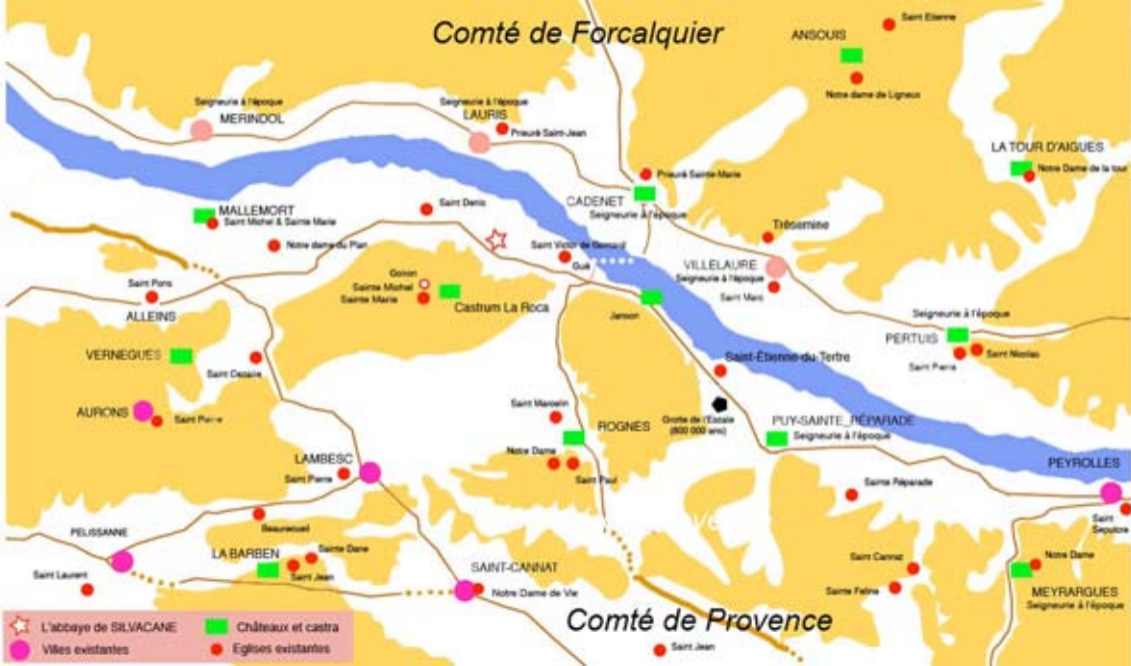 Comté de Forcalquier
Saint Etienne
ANSOUIS
Notre dame de Ligneux
Seigneurie à l'époque
MERINDOL
Seigneurie à l'époque
LAURIS
Prieuré Saint-Jean
LA TOUR D'AIGUES
Notre Dame de la tour
Prieuré Sainte-Marie
CADENET
Seigneurie à l'époque
MALLEMORT
Saint Michel & Sainte Marie
Saint Denis
Notre dame du Plan
Trésemine
Saint Victor de
Gué
VILLELAURE
Seigneurie à l'époque
Saint Marc
Goiron
Sainte Michel
Sainte Marie
Castrum La Roca
Saint Pons
ALLEINS
Janson
Seigneurie à l'époque
PERTUIS
Saint Nicolas
Saint Pierre
VERNEGUES
Saint Cezaire
Saint-Étienne-du-Tertre
AURONS
Saint Pierre
Saint Marcelin
ROGNES
Grotte de l'Escale
(800 000 ans)
PUY-SAINTE_RÉPARADE
Seigneurie à l'époque
Notre Dame
Saint Paul
LAMBESC
Saint Pierre
PEYROLLES
Sainte Réparade
Saint
Sepulcre
Beaurecueil
PELISSANNE
LA BARBEN
Sainte Diane
Saint Jean
Saint Laurent
SAINT-CANNAT
Notre Dame de Vie
Saint Cannat
Sainte Feline
Notre Dame
MEYRARGUES
Seigneurie à l'époque
Comté de Provence
Saint Jean
L'abbaye de SILVACANE
Châteaux et castra
Villes existantes
Eglises existantes